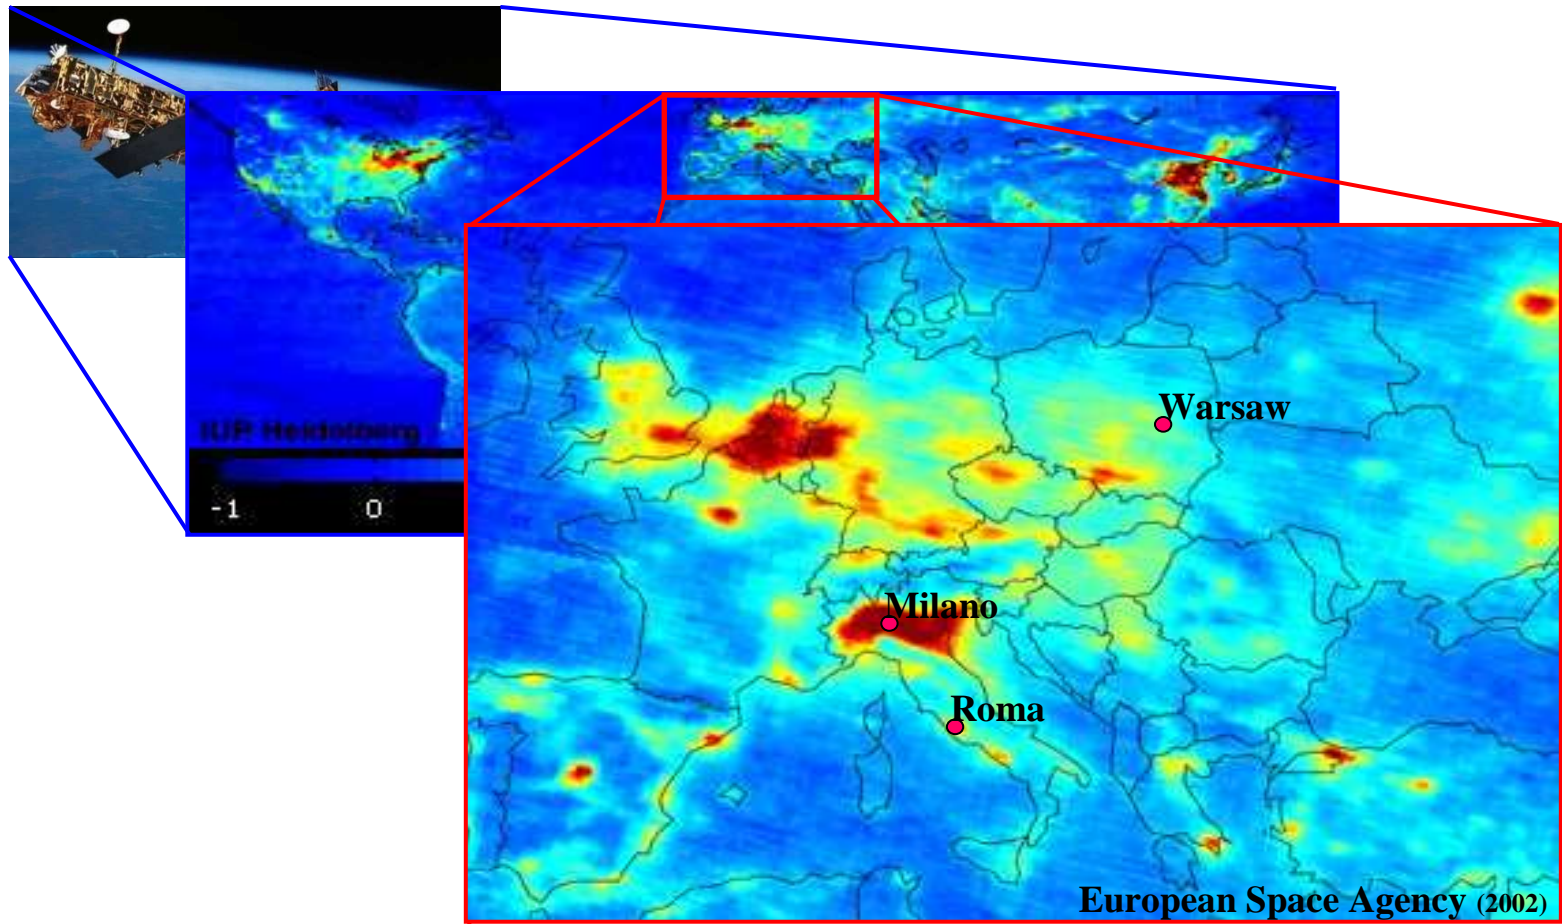 IUP Heidelberg
-1 0
Warsaw
Milano
Roma
European Space Agency (2002)